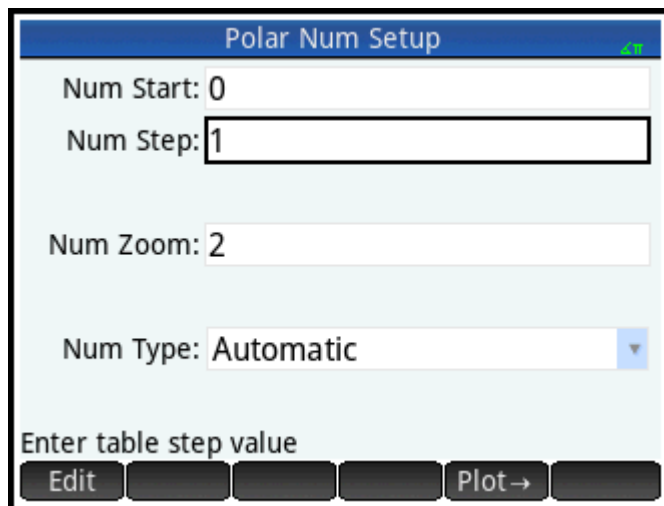 Polar Num Setup
∡π
Num Start: 0
Num Step: 1
Num Zoom: 2
Num Type: Automatic
Enter table step value
Edit Plot→